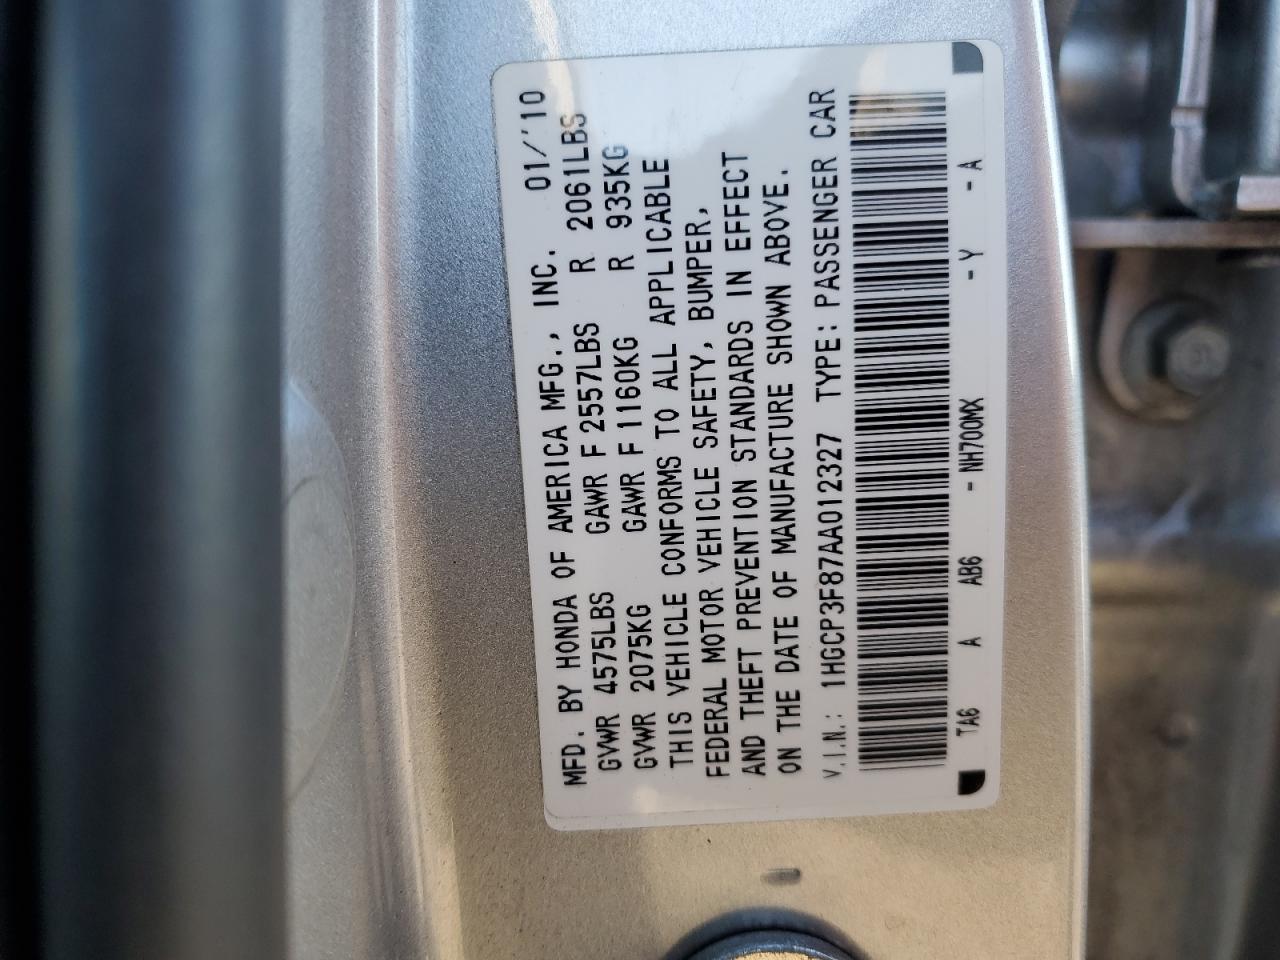 MFD. BY HONDA OF AMERICA MFG., INC. 01/'10
GVWR 4575LBS GAWR F 2557LBS R 2061LBS
GVWR 2075KG GAWR F 1160KG R 935KG
THIS VEHICLE CONFORMS TO ALL APPLICABLE
FEDERAL MOTOR VEHICLE SAFETY, BUMPER,
AND THEFT PREVENTION STANDARDS IN EFFECT
ON THE DATE OF MANUFACTURE SHOWN ABOVE.
V.I.N.: 1HGCP3F87AA012327 TYPE: PASSENGER CAR
TA6 A AB6 - NH700MX - Y - A